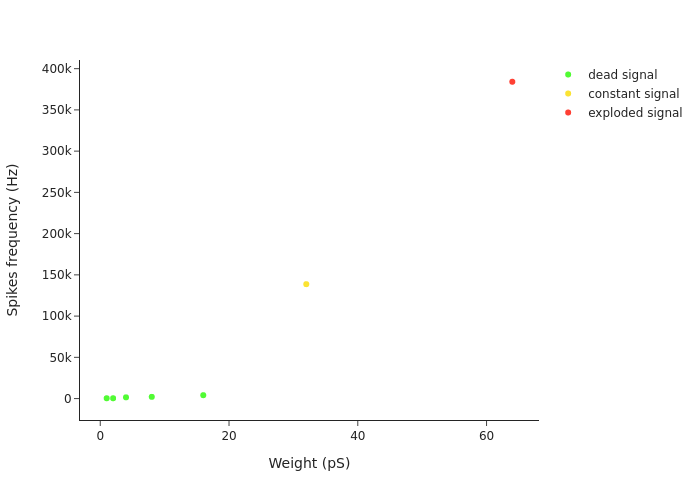 400k
350k
300k
250k
200k
150k
100k
50k
0
Spikes frequency (Hz)
0 20 40 60
Weight (pS)
dead signal
constant signal
exploded signal